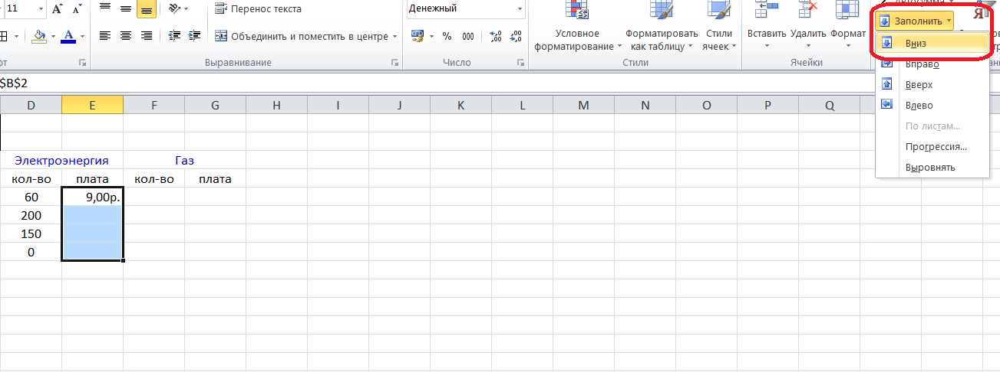 11 Перенос текста Денежный Заполнить
Объединить и поместить в центре % 000 Условное форматирование Форматировать как таблицу Стили ячеек Вставить Удалить Формат Вниз
Выравнивание Число Стили Ячейки Вправо
$B$2 Вверх
D E F G H I J K L M N O P Q Влево
По листам...
Прогрессия...
Выровнять
Электроэнергия Газ
кол-во плата кол-во плата
60 9,00р.
200
150
0